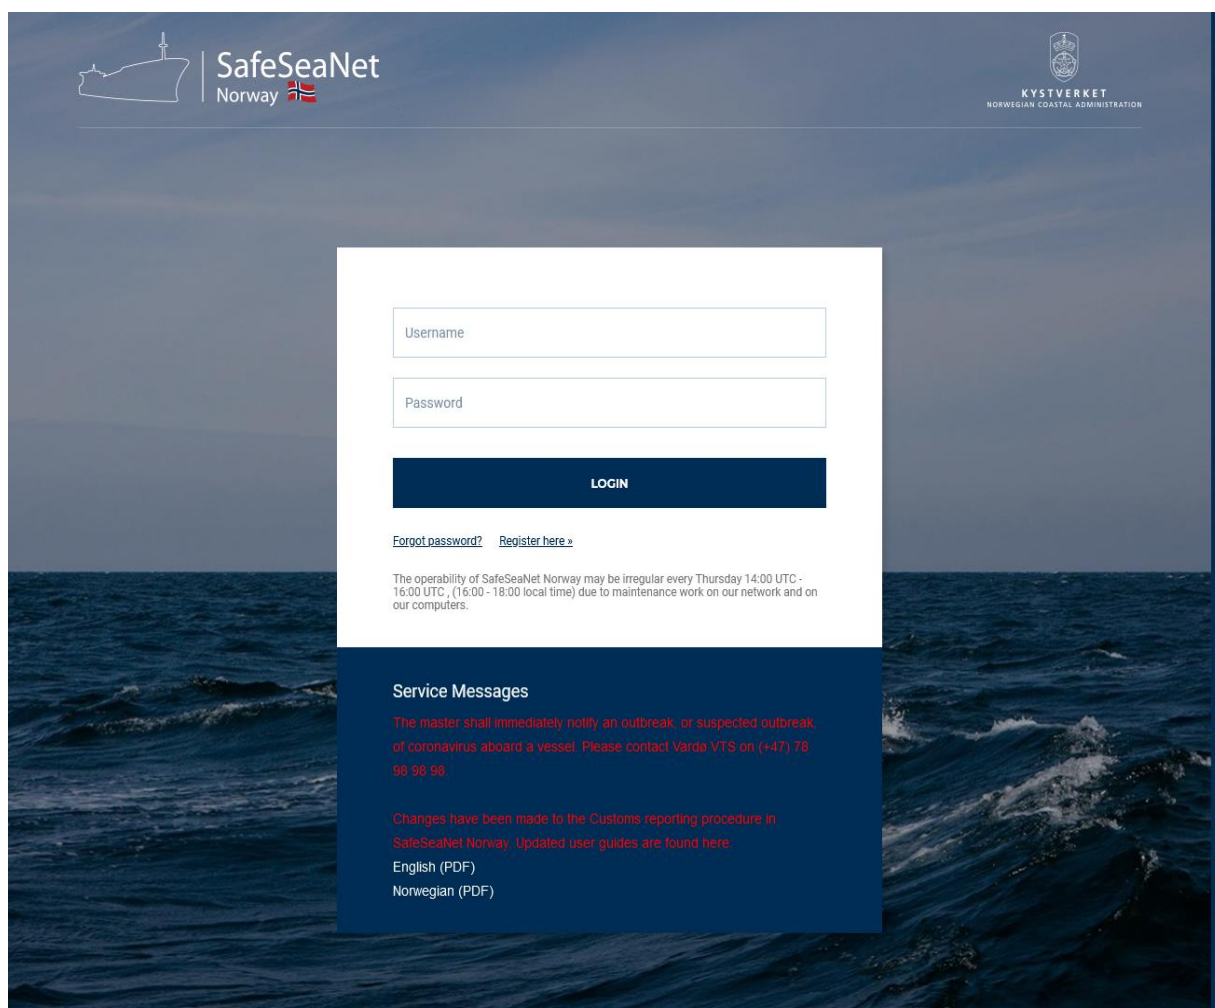 SafeSeaNet
Norway
KYSTVERKET
NORWEGIAN COASTAL ADMINISTRATION
Username
Password
LOGIN
Forgot password? Register here »
The operability of SafeSeaNet Norway may be irregular every Thursday 14:00 UTC -
16:00 UTC , (16:00 - 18:00 local time) due to maintenance work on our network and on
our computers.
Service Messages
The master shall immediately notify an outbreak, or suspected outbreak,
of coronavirus aboard a vessel. Please contact Vardø VTS on (+47) 78
98 98 98.
Changes have been made to the Customs reporting procedure in
SafeSeaNet Norway. Updated user guides are found here:
English (PDF)
Norwegian (PDF)